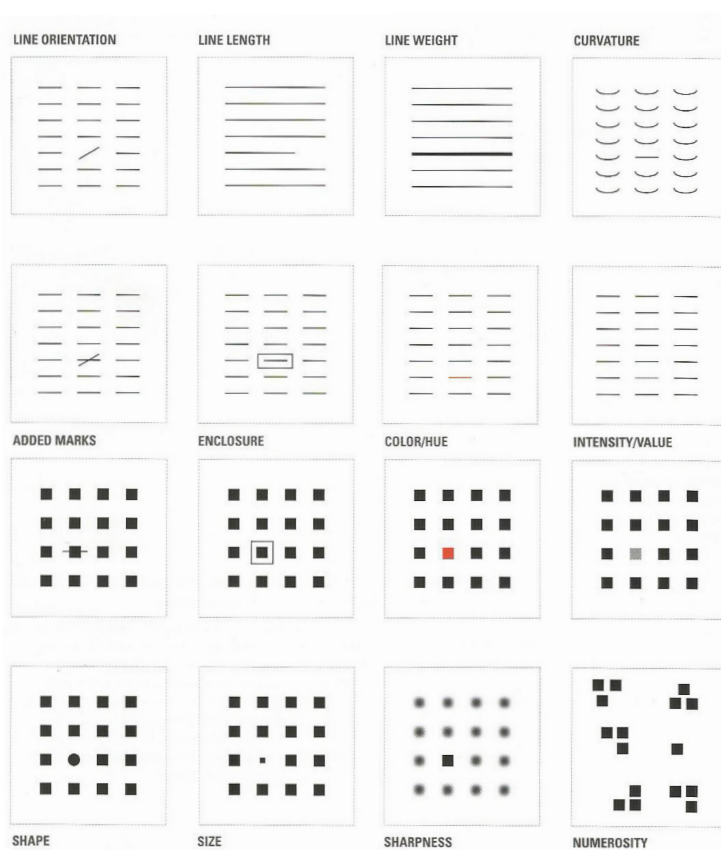 LINE ORIENTATION
LINE LENGTH
LINE WEIGHT
CURVATURE
ADDED MARKS
ENCLOSURE
COLOR/HUE
INTENSITY/VALUE
SHAPE
SIZE
SHARPNESS
NUMEROSITY